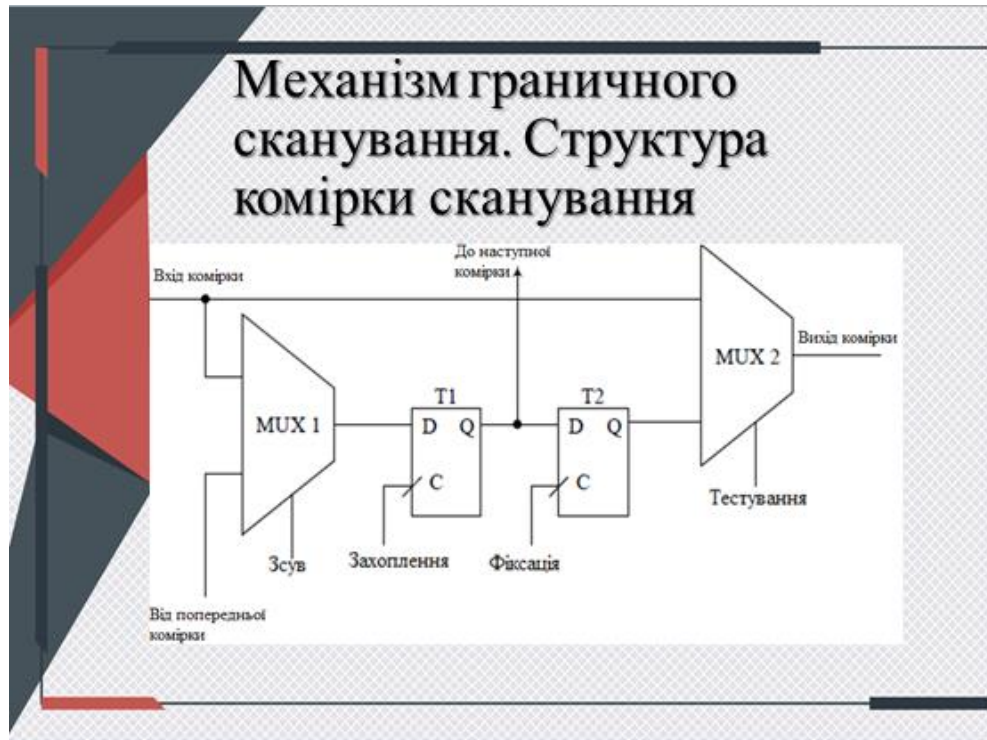 Механізм граничного
сканування. Структура
комірки сканування
До наступної
комірки
Вхід комірки
Вихід комірки
MUX 2
T1
T2
MUX 1
D Q
D Q
C
C
Тестування
Зсув
Захоплення
Фіксація
Від попередньої
комірки